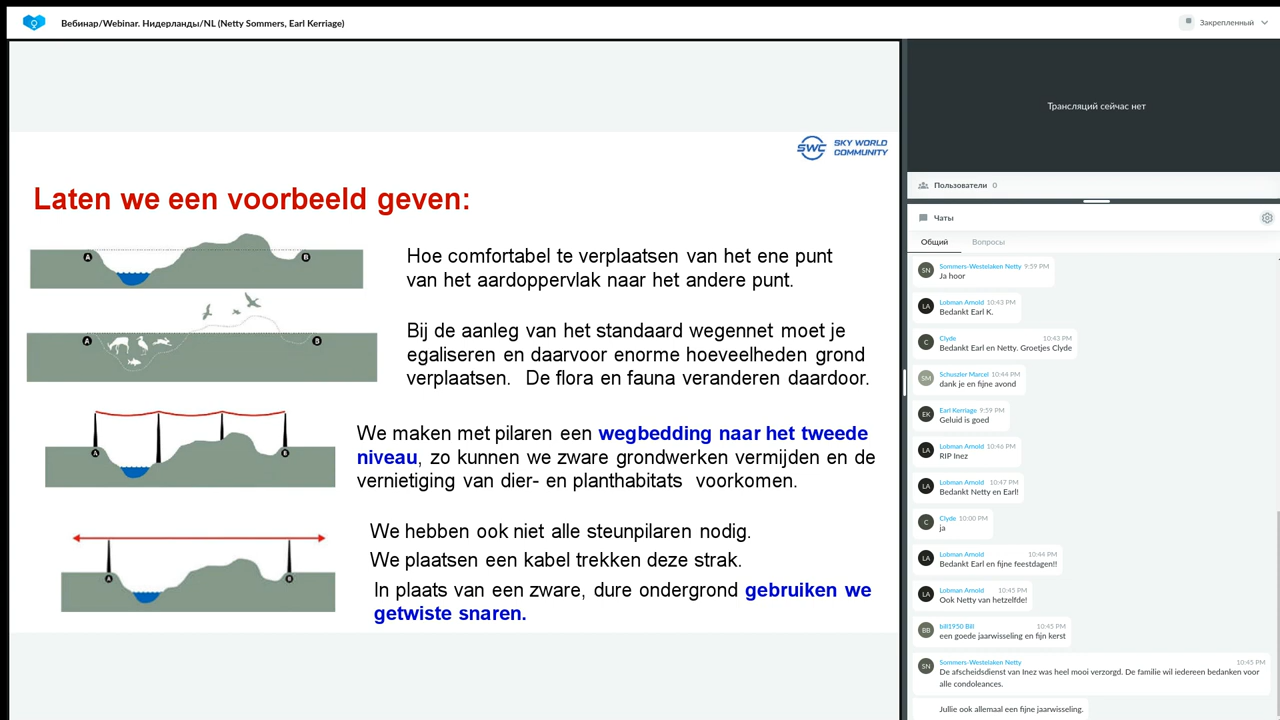 Вебинар/Webinar. Нидерланды/NL (Netty Sommers, Earl Kerriage)
Закрепленный
SWC SKY WORLD
COMMUNITY
Laten we een voorbeeld geven:
A
B
Hoe comfortabel te verplaatsen van het ene punt
van het aardoppervlak naar het andere punt.
A
B
Bij de aanleg van het standaard wegennet moet je
egaliseren en daarvoor enorme hoeveelheden grond
verplaatsen. De flora en fauna veranderen daardoor.
A
B
We maken met pilaren een wegbedding naar het tweede
niveau, zo kunnen we zware grondwerken vermijden en de
vernietiging van dier- en planthabitats voorkomen.
A
B
We hebben ook niet alle steunpilaren nodig.
We plaatsen een kabel trekken deze strak.
In plaats van een zware, dure ondergrond gebruiken we
getwiste snaren.
Трансляций сейчас нет
Пользователи 0
Чаты
Общий Вопросы
SN Sommers-Westelaken Netty 9:59 PM
Ja hoor
LA Lobman Arnold 10:43 PM
Bedankt Earl K.
C Clyde 10:43 PM
Bedankt Earl en Netty. Groetjes Clyde
SM Schuszler Marcel 10:44 PM
dank je en fijne avond
EK Earl Kerriage 9:59 PM
Geluid is goed
LA Lobman Arnold 10:46 PM
RIP Inez
LA Lobman Arnold 10:47 PM
Bedankt Netty en Earl!
C Clyde 10:00 PM
ja
LA Lobman Arnold 10:44 PM
Bedankt Earl en fijne feestdagen!!
LA Lobman Arnold 10:45 PM
Ook Netty van hetzelfde!
BB bill1950 Bill 10:45 PM
een goede jaarwisseling en fijn kerst
SN Sommers-Westelaken Netty 10:45 PM
De afscheidsdienst van Inez was heel mooi verzorgd. De familie wil iedereen bedanken voor
alle condoleances.
Jullie ook allemaal een fijne jaarwisseling.